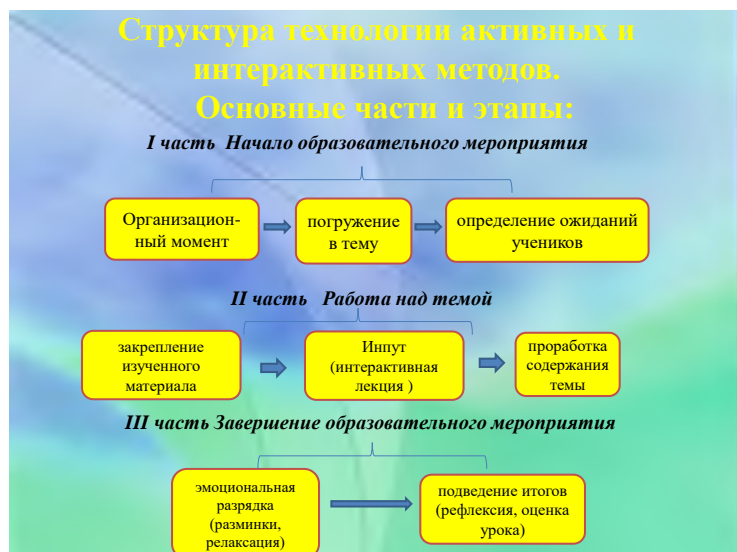 Структура технологии активных и
интерактивных методов.
Основные части и этапы:
I часть Начало образовательного мероприятия
Организацион-
ный момент
погружение
в тему
определение ожиданий
учеников
II часть Работа над темой
закрепление
изученного
материала
Инпут
(интерактивная
лекция )
проработка
содержания
темы
III часть Завершение образовательного мероприятия
эмоциональная
разрядка
(разминки,
релаксация)
подведение итогов
(рефлексия, оценка
урока)